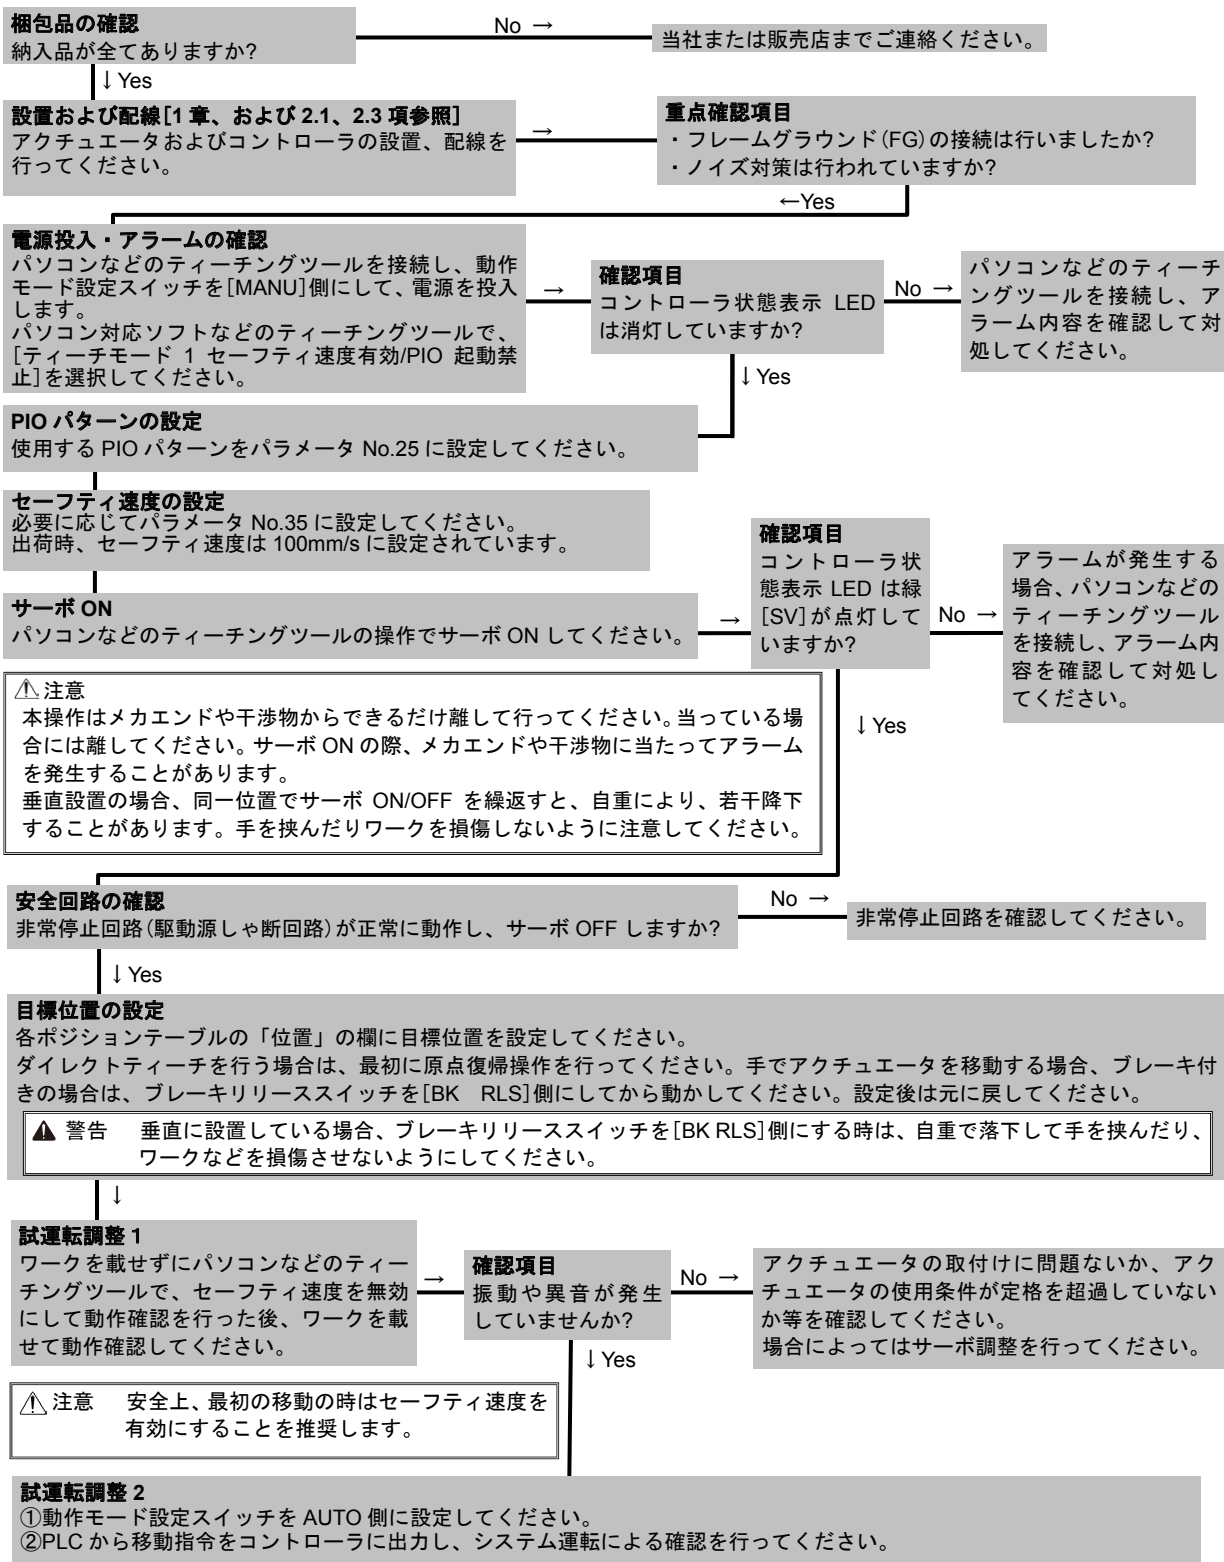 梱包品の確認
納入品が全てありますか?
No →
当社または販売店までご連絡ください。
↓Yes
設置および配線[1 章、および 2.1、2.3 項参照]
アクチュエータおよびコントローラの設置、配線を
行ってください。
→
重点確認項目
・フレームグラウンド(FG)の接続は行いましたか?
・ノイズ対策は行われていますか?
←Yes
電源投入・アラームの確認
パソコンなどのティーチングツールを接続し、動作
モード設定スイッチを[MANU]側にして、電源を投入
します。
パソコン対応ソフトなどのティーチングツールで、
[ティーチモード 1 セーフティ速度有効/PIO 起動禁
止]を選択してください。
→
確認項目
コントローラ状態表示 LED
は消灯していますか?
No →
パソコンなどのティーチ
ングツールを接続し、ア
ラーム内容を確認して対
処してください。
↓Yes
PIO パターンの設定
使用する PIO パターンをパラメータ No.25 に設定してください。
セーフティ速度の設定
必要に応じてパラメータ No.35 に設定してください。
出荷時、セーフティ速度は 100mm/s に設定されています。
サーボ ON
パソコンなどのティーチングツールの操作でサーボ ON してください。
→
確認項目
コントローラ状
態表示 LED は緑
[SV]が点灯して
いますか?
No →
アラームが発生する
場合、パソコンなどの
ティーチングツール
を接続し、アラーム内
容を確認して対処し
てください。
↓Yes
⚠注意
本操作はメカエンドや干渉物からできるだけ離して行ってください。当っている場
合には離してください。サーボ ON の際、メカエンドや干渉物に当たってアラーム
を発生することがあります。
垂直設置の場合、同一位置でサーボ ON/OFF を繰返すと、自重により、若干降下
することがあります。手を挟んだりワークを損傷しないように注意してください。
安全回路の確認
非常停止回路(駆動源しゃ断回路)が正常に動作し、サーボ OFF しますか?
No →
非常停止回路を確認してください。
↓Yes
目標位置の設定
各ポジションテーブルの「位置」の欄に目標位置を設定してください。
ダイレクトティーチを行う場合は、最初に原点復帰操作を行ってください。手でアクチュエータを移動する場合、ブレーキ付
きの場合は、ブレーキリリーススイッチを[BK RLS]側にしてから動かしてください。設定後は元に戻してください。
⚠ 警告 垂直に設置している場合、ブレーキリリーススイッチを[BK RLS]側にする時は、自重で落下して手を挟んだり、
ワークなどを損傷させないようにしてください。
↓
試運転調整 1
ワークを載せずにパソコンなどのティー
チングツールで、セーフティ速度を無効
にして動作確認を行った後、ワークを載
せて動作確認してください。
→
確認項目
振動や異音が発生
していませんか?
No →
アクチュエータの取付けに問題ないか、アク
チュエータの使用条件が定格を超過していない
か等を確認してください。
場合によってはサーボ調整を行ってください。
↓Yes
⚠注意 安全上、最初の移動の時はセーフティ速度を
有効にすることを推奨します。
試運転調整 2
①動作モード設定スイッチを AUTO 側に設定してください。
②PLC から移動指令をコントローラに出力し、システム運転による確認を行ってください。